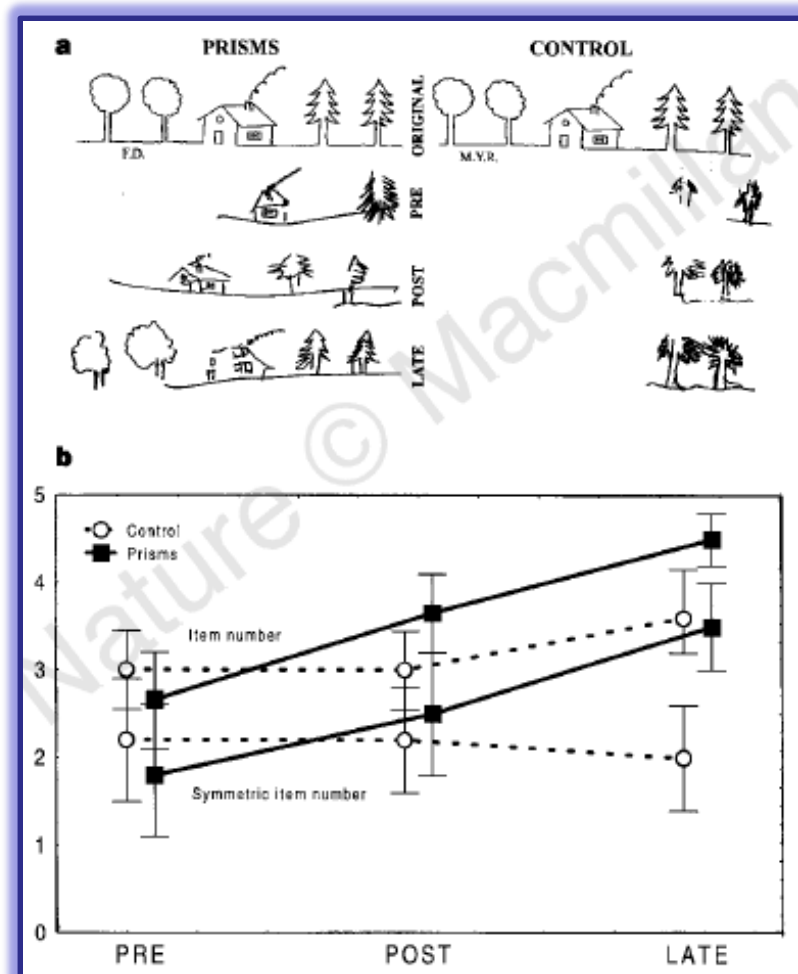 a PRISMS CONTROL
ORIGINAL
F.D. M.Y.R.
PRE
POST
LATE
b
5
Control
Prisms
4
Item number
3
2
Symmetric item number
1
0
PRE POST LATE
Nature © Macmillan